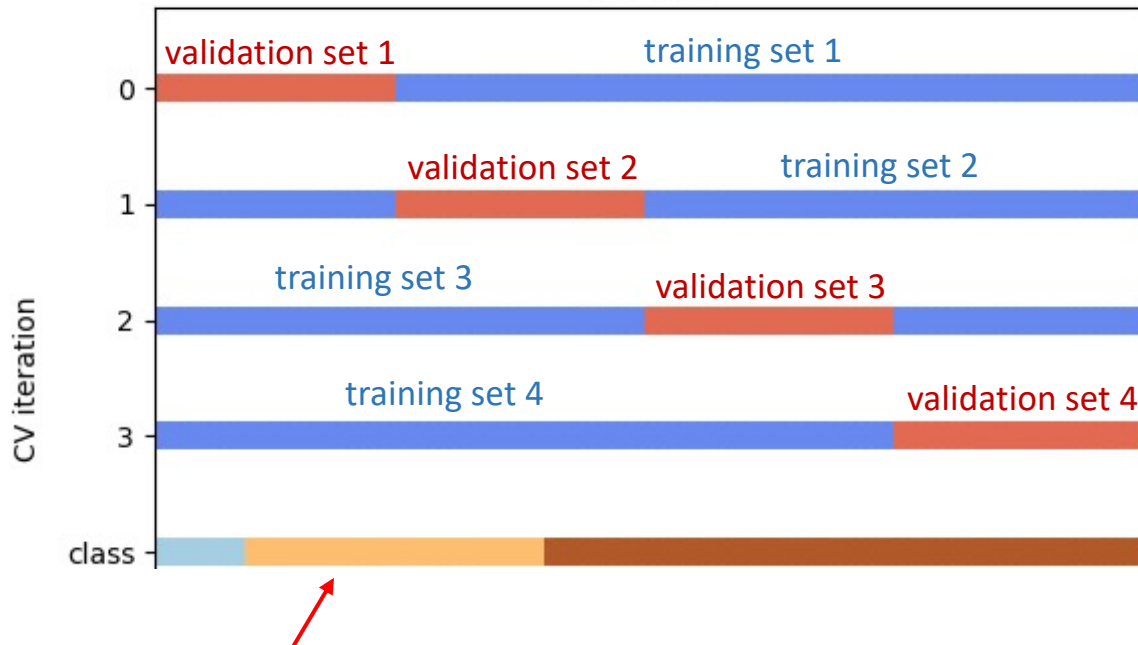 validation set 1
training set 1
0
validation set 2
training set 2
1
training set 3
validation set 3
2
training set 4
validation set 4
3
CV iteration
class